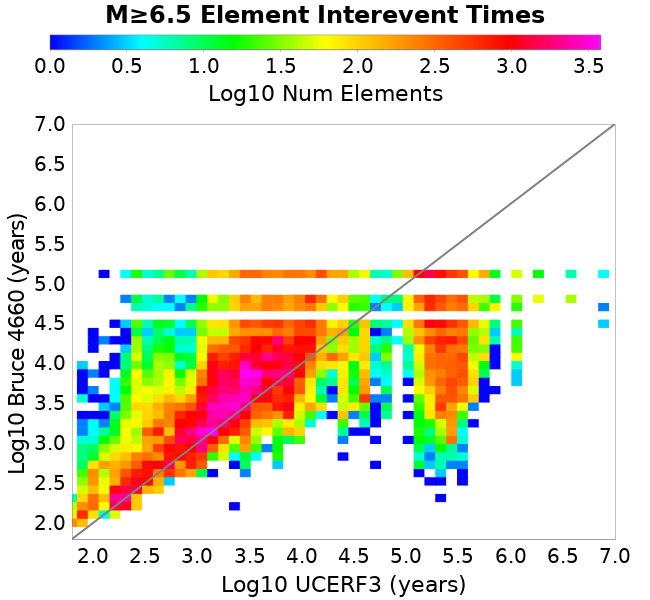 M≥6.5 Element Interevent Times
0.0 0.5 1.0 1.5 2.0 2.5 3.0 3.5
Log10 Num Elements
7.0
6.5
6.0
5.5
5.0
4.5
4.0
3.5
3.0
2.5
2.0
Log10 Bruce 4660 (years)
2.0 2.5 3.0 3.5 4.0 4.5 5.0 5.5 6.0 6.5 7.0
Log10 UCERF3 (years)